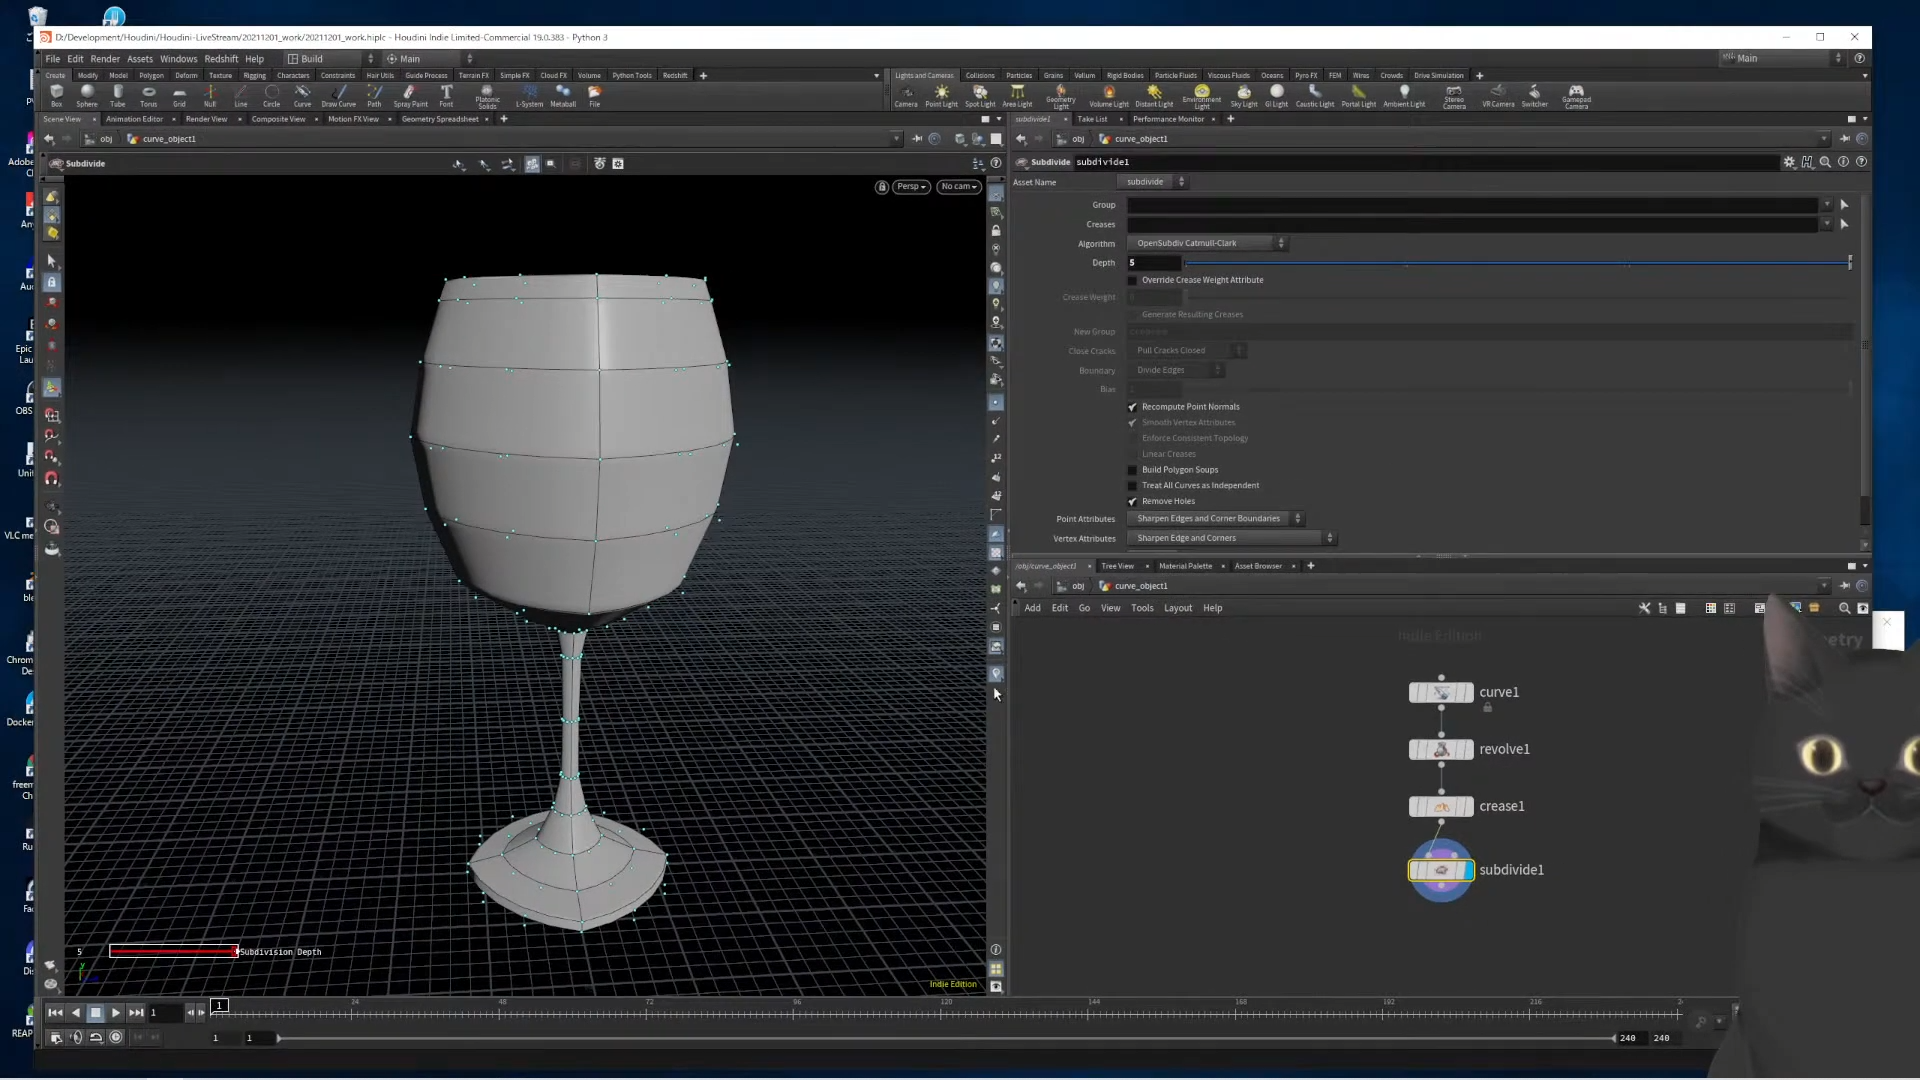 D:/Development/Houdini/Houdini-LiveStream/20211201_work/20211201_work.hiplc - Houdini Indie Limited-Commercial 19.0.383 - Python 3
File Edit Render Assets Windows Redshift Help Build Main
Main
Create Modify Model Polygon Deform Texture Rigging Characters Constraints Hair Utils Guide Process Terrain FX Simple FX Cloud FX Volume Python Tools Redshift
Lights and Cameras Collisions Particles Grains Vellum Rigid Bodies Particle Fluids Viscous Fluids Oceans Pyro FX FEM Wires Crowds Drive Simulation
Box Sphere Tube Torus Grid Null Line Circle Curve Draw Curve Path Spray Paint Font Platonic Solids L-System Metaball File
Camera Point Light Spot Light Area Light Geometry Light Volume Light Distant Light Environment Light Sky Light GI Light Caustic Light Portal Light Ambient Light Stereo Camera VR Camera Switcher Gamepad Camera
Scene View Animation Editor Render View Composite View Motion FX View Geometry Spreadsheet
subdivide1 Take List Performance Monitor
obj curve_object1
obj curve_object1
Subdivide
Subdivide subdivide1
Asset Name subdivide
Persp No cam
Group
Creases
Algorithm OpenSubdiv Catmull-Clark
Depth 5
Override Crease Weight Attribute
Crease Weight
Generate Resulting Creases
New Group
Close Cracks Pull Cracks Closed
Boundary Divide Edges
Bias
Recompute Point Normals
Smooth Vertex Attributes
Enforce Consistent Topology
Linear Creases
Build Polygon Soups
Treat All Curves as Independent
Remove Holes
Point Attributes Sharpen Edges and Corner Boundaries
Vertex Attributes Sharpen Edge and Corners
/obj/curve_object1 Tree View Material Palette Asset Browser
obj curve_object1
Add Edit Go View Tools Layout Help
Indie Edition
etry
curve1
revolve1
crease1
subdivide1
5 Subdivision Depth
Indie Edition
1 1 24 48 72 96 120 144 168 192 216
1 1 240 240